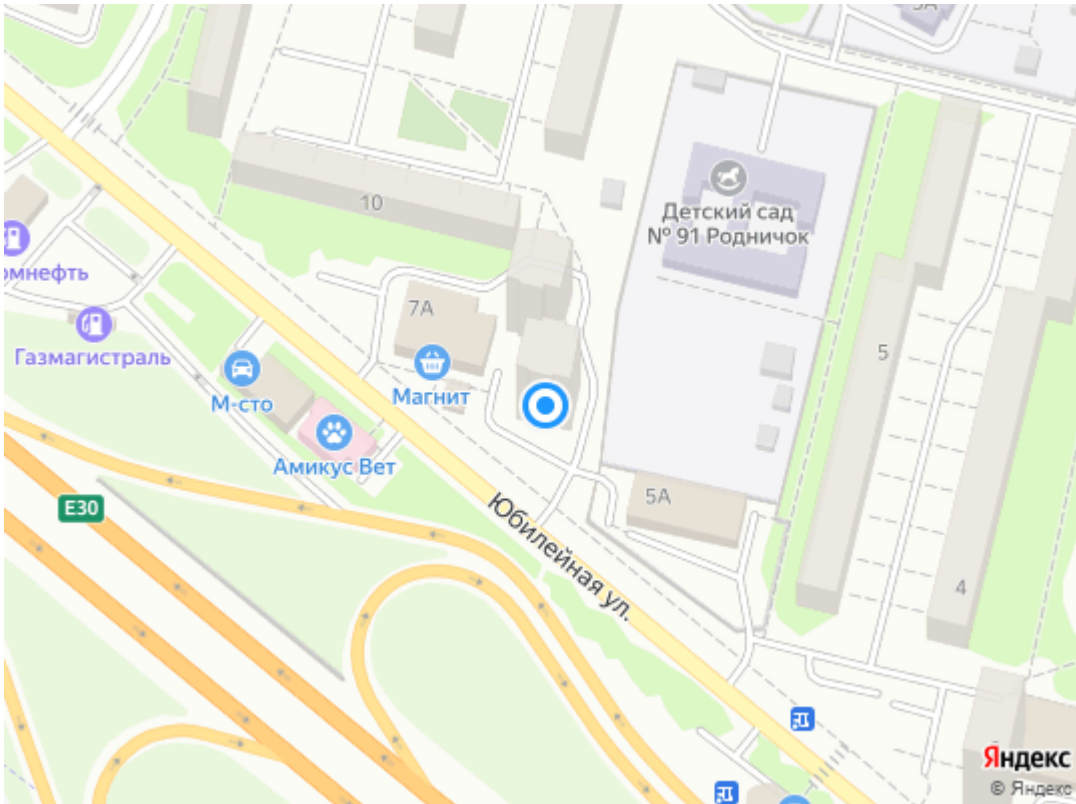 10
Детский сад
№ 91 Родничок
омнефть
7А
Газмагистраль
5
М-сто
Магнит
Амикус Вет
E30
5А
Юбилейная ул.
4
Яндекс
© Яндекс